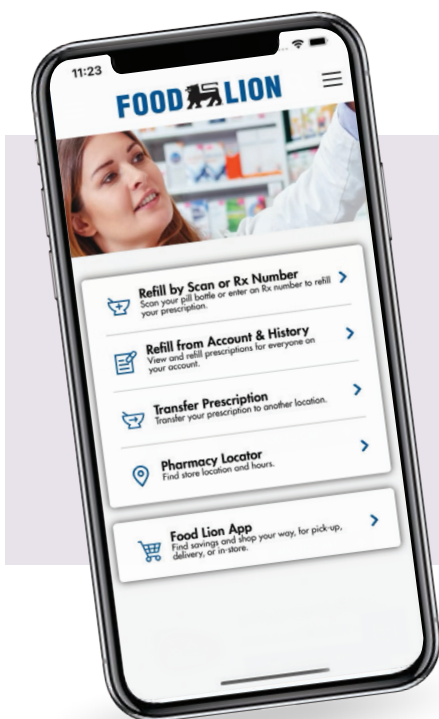 11:23
FOOD LION
Refill by Scan or Rx Number
Scan your pill bottle or enter an Rx number to refill
your prescription.
Refill from Account & History
View and refill prescriptions for everyone on
your account.
Transfer Prescription
Transfer your prescription to another location.
Pharmacy Locator
Find store location and hours.
Food Lion App
Find savings and shop your way, for pick-up,
delivery, or in-store.